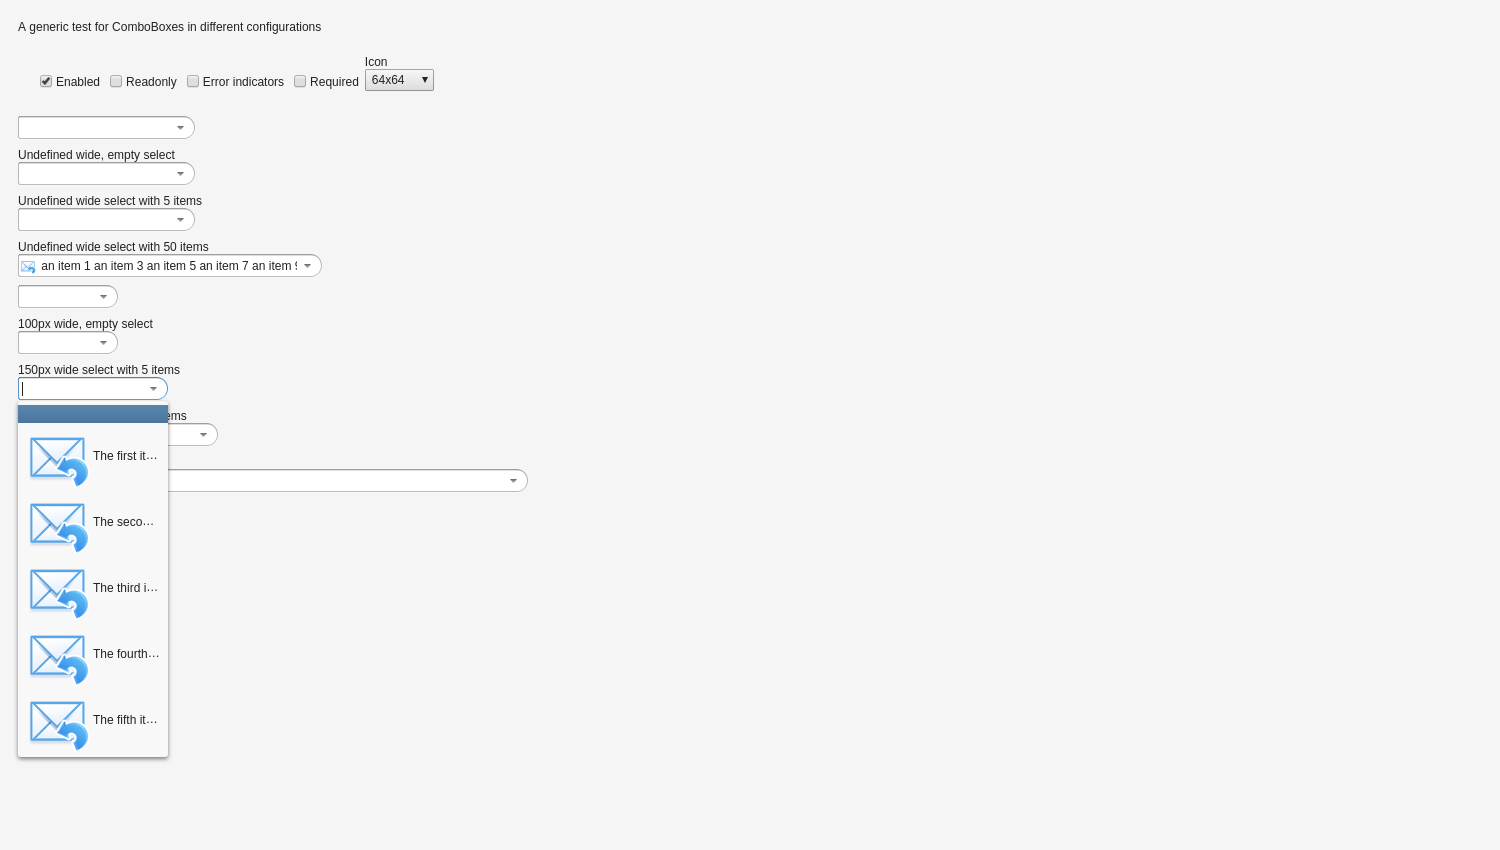 A generic test for ComboBoxes in different configurations
Icon
Enabled Readonly Error indicators Required 64x64
Undefined wide, empty select
Undefined wide select with 5 items
Undefined wide select with 50 items
an item 1 an item 3 an item 5 an item 7 an item 9
100px wide, empty select
150px wide select with 5 items
ems
The first it...
The seco...
The third i...
The fourth...
The fifth it...